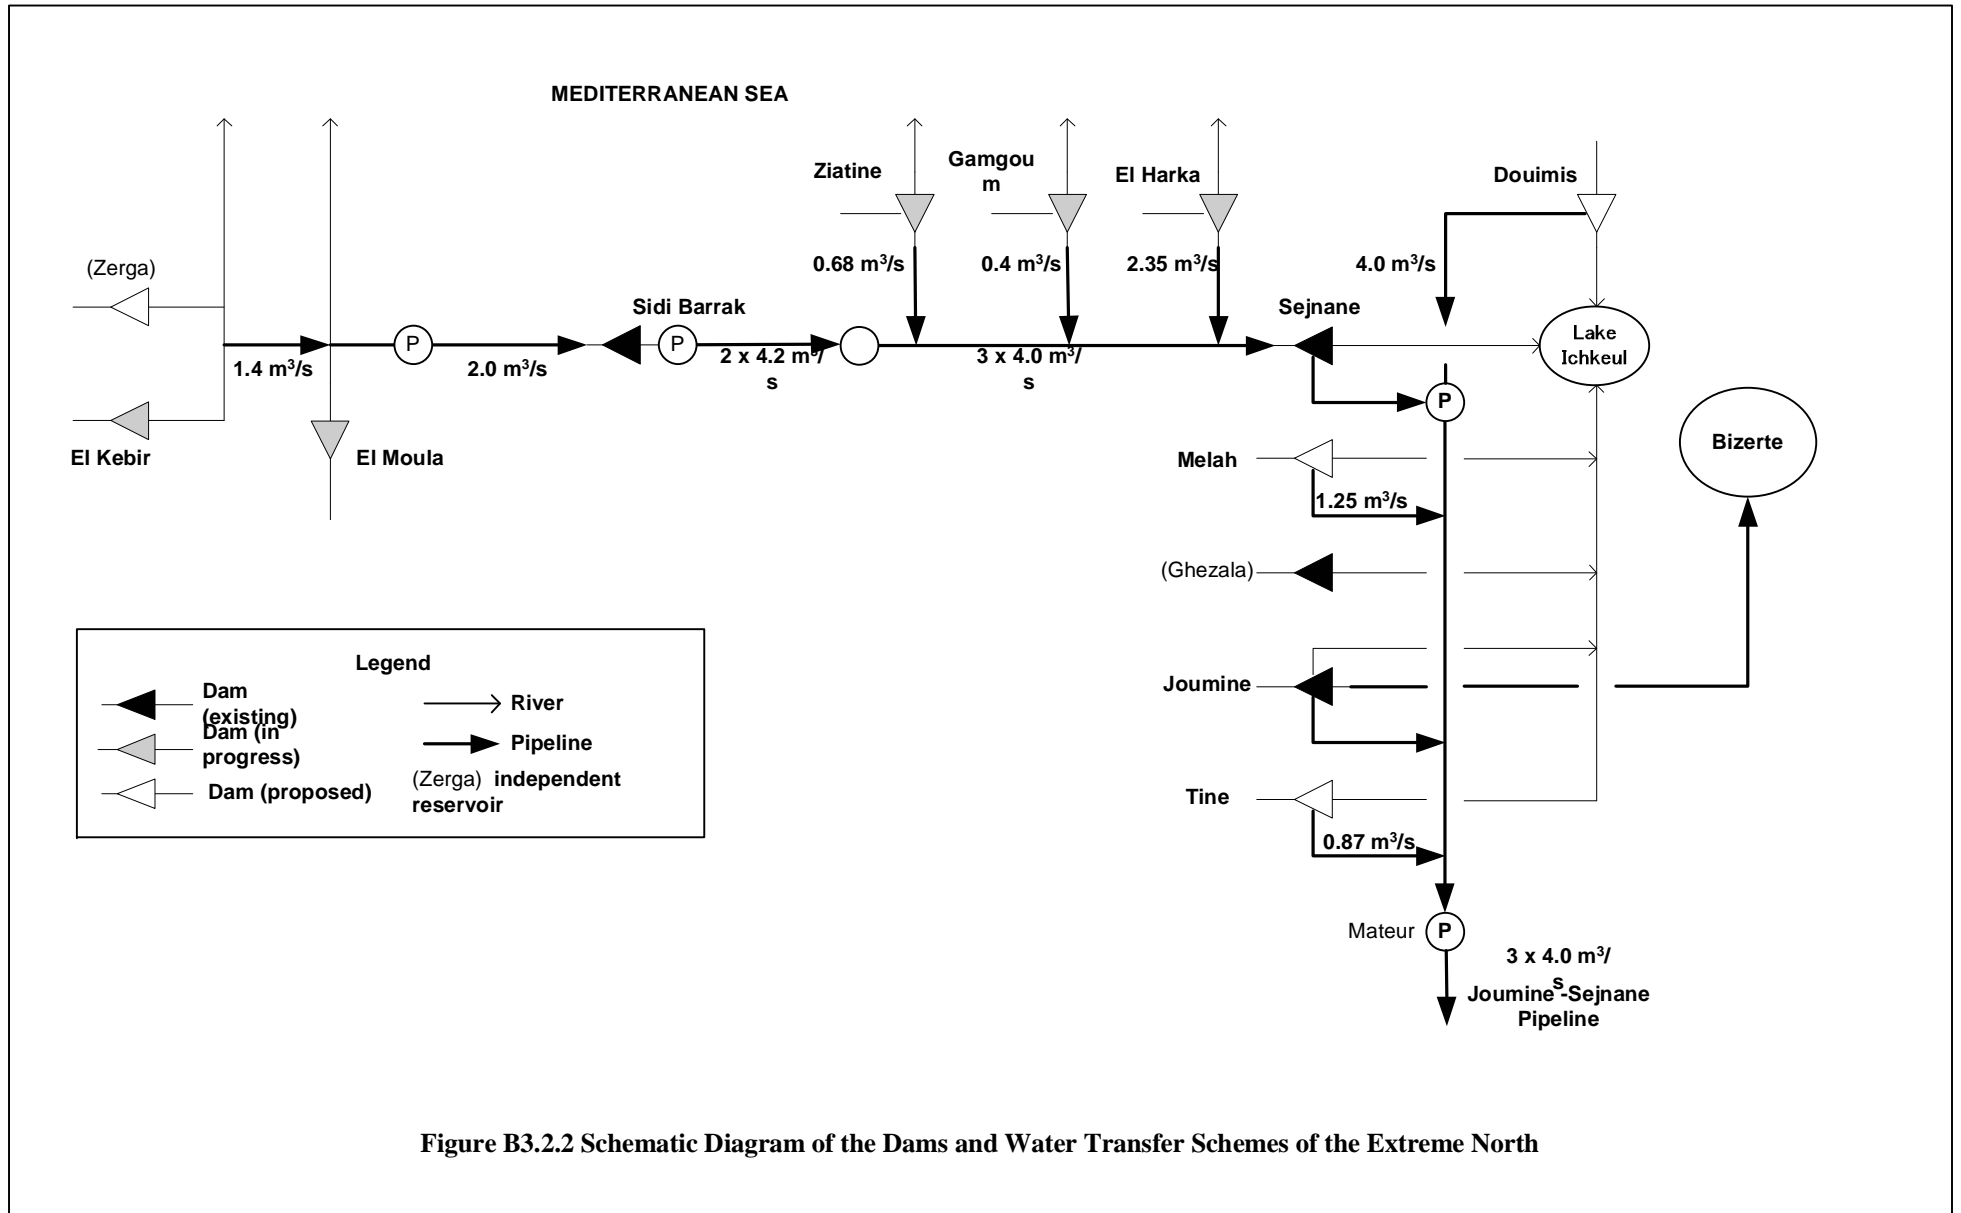 MEDITERRANEAN SEA
Ziatine
Gamgou
m
El Harka
Douimis
(Zerga)
0.68 m³/s
0.4 m³/s
2.35 m³/s
4.0 m³/s
Sidi Barrak
Sejnane
P
P
Lake
Ichkeul
1.4 m³/s
2.0 m³/s
2 x 4.2 m³/
s
3 x 4.0 m³/
s
P
El Kebir
El Moula
Bizerte
Melah
1.25 m³/s
(Ghezala)
Joumine
Tine
0.87 m³/s
Mateur
P
3 x 4.0 m³/
s
Joumine -Sejnane
Pipeline
Legend
Dam
(existing)
Dam (in
progress)
Dam (proposed)
River
Pipeline
(Zerga) independent
reservoir
Figure B3.2.2 Schematic Diagram of the Dams and Water Transfer Schemes of the Extreme North